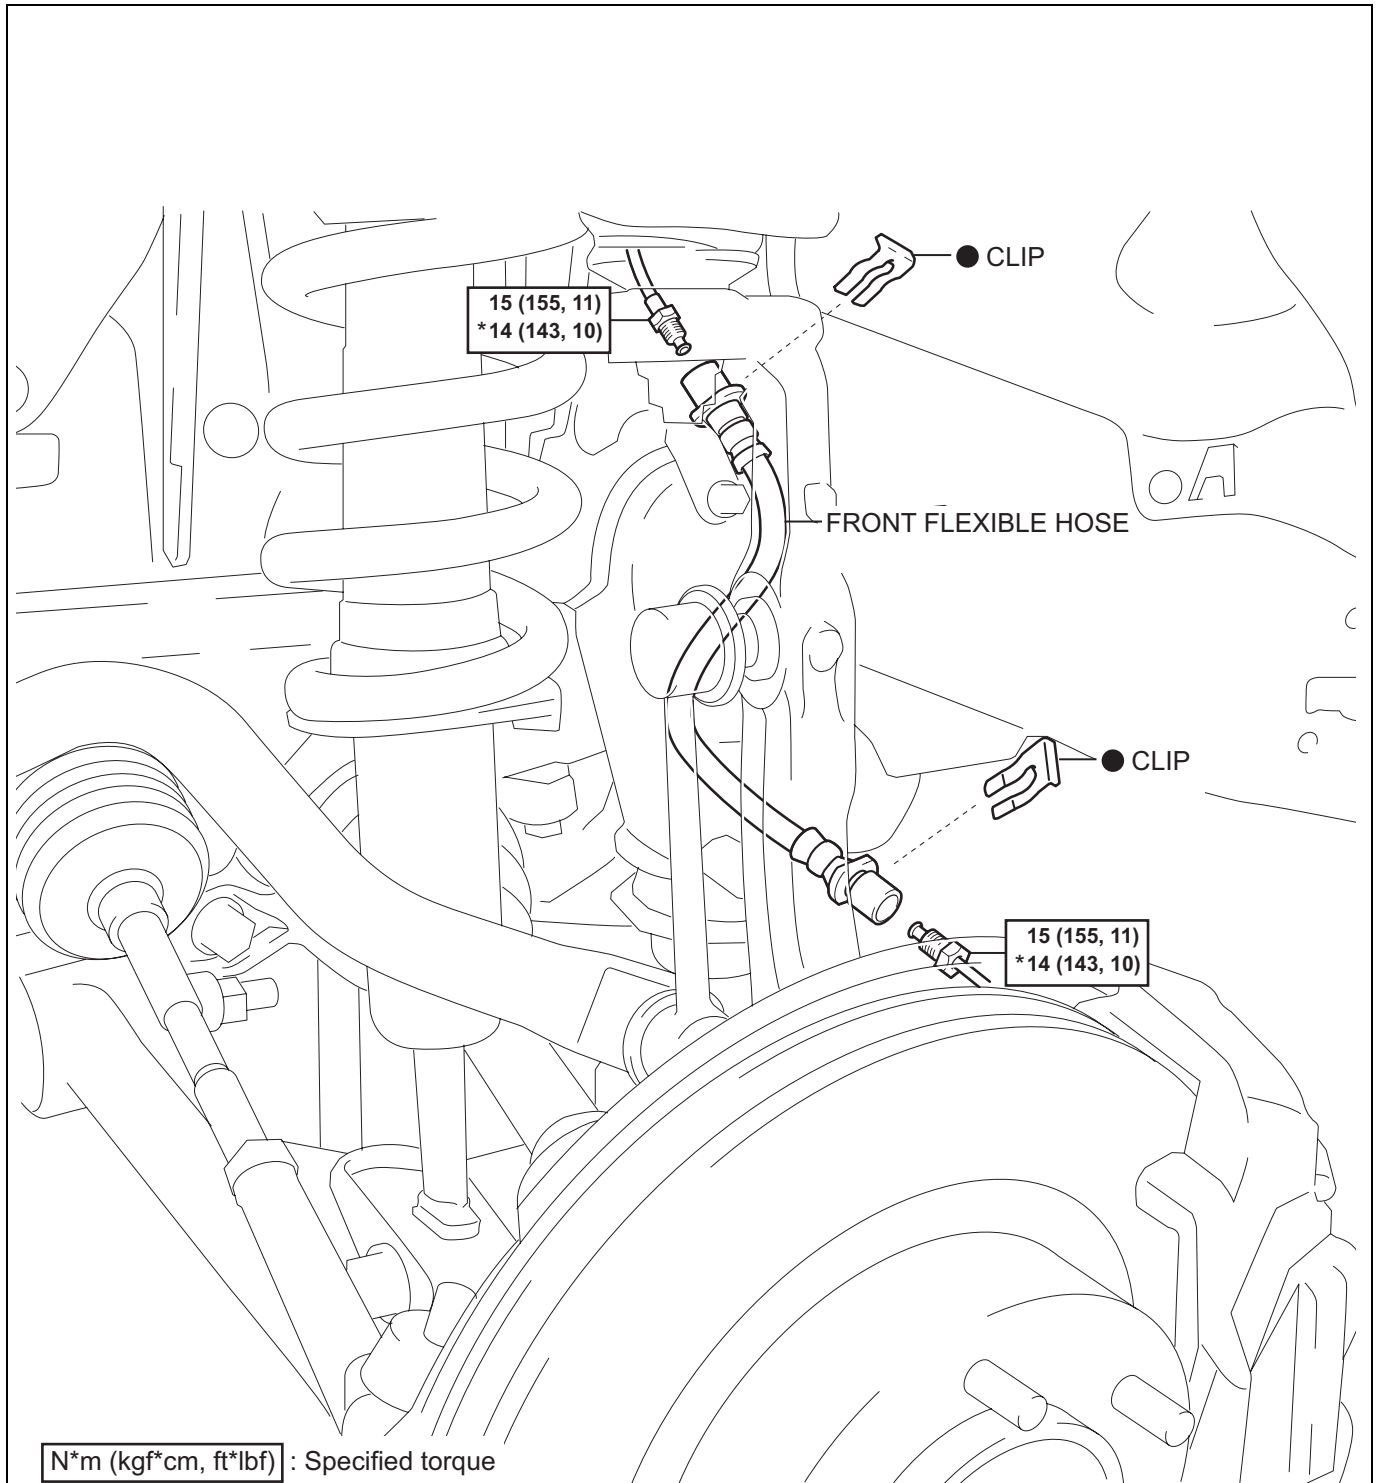 ● CLIP
15 (155, 11)
*14 (143, 10)
FRONT FLEXIBLE HOSE
● CLIP
15 (155, 11)
*14 (143, 10)
N*m (kgf*cm, ft*lbf) : Specified torque